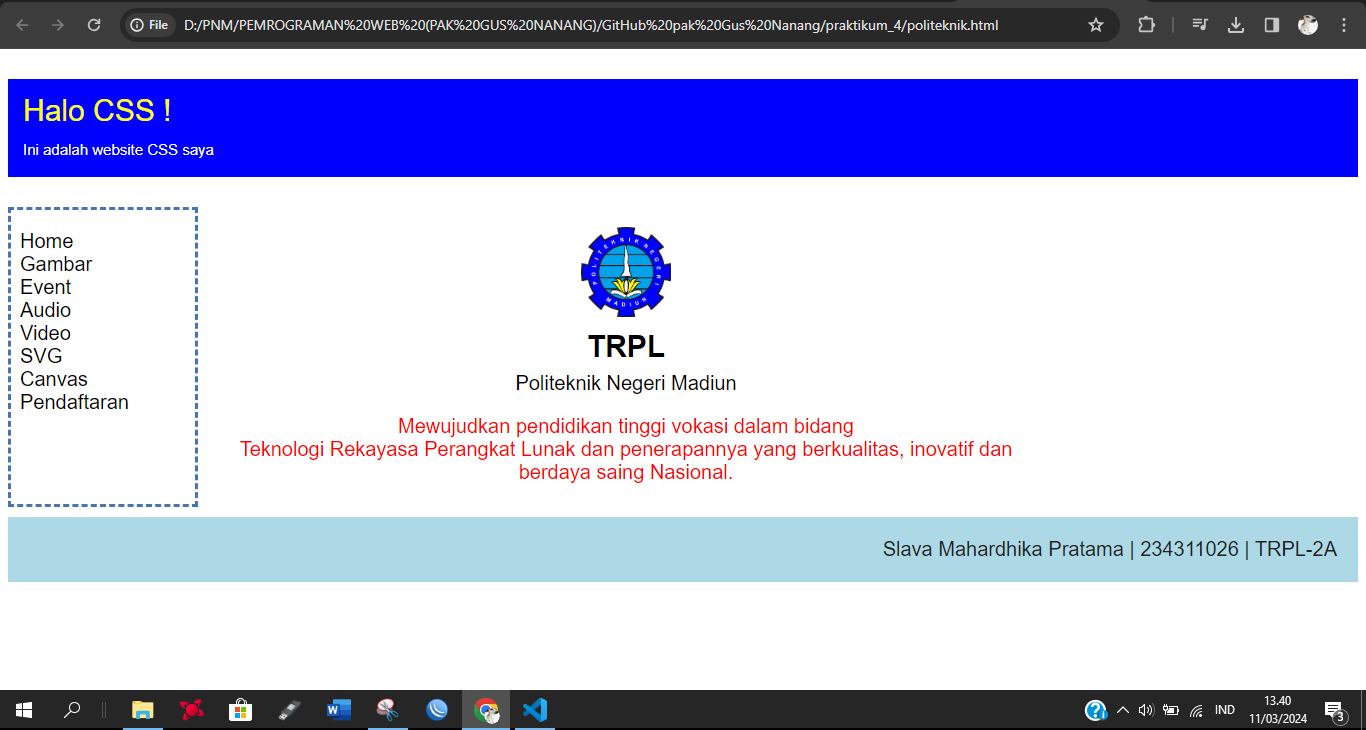 File
D:/PNM/PEMROGRAMAN%20WEB%20(PAK%20GUS%20NANANG)/GitHub%20pak%20Gus%20Nanang/praktikum_4/politeknik.html
Halo CSS !
Ini adalah website CSS saya
Home
Gambar
Event
Audio
Video
SVG
Canvas
Pendaftaran
POLITEKNIK NEGERI
MADIUN
TRPL
Politeknik Negeri Madiun
Mewujudkan pendidikan tinggi vokasi dalam bidang
Teknologi Rekayasa Perangkat Lunak dan penerapannya yang berkualitas, inovatif dan
berdaya saing Nasional.
Slava Mahardhika Pratama | 234311026 | TRPL-2A
IND
13.40
11/03/2024
3